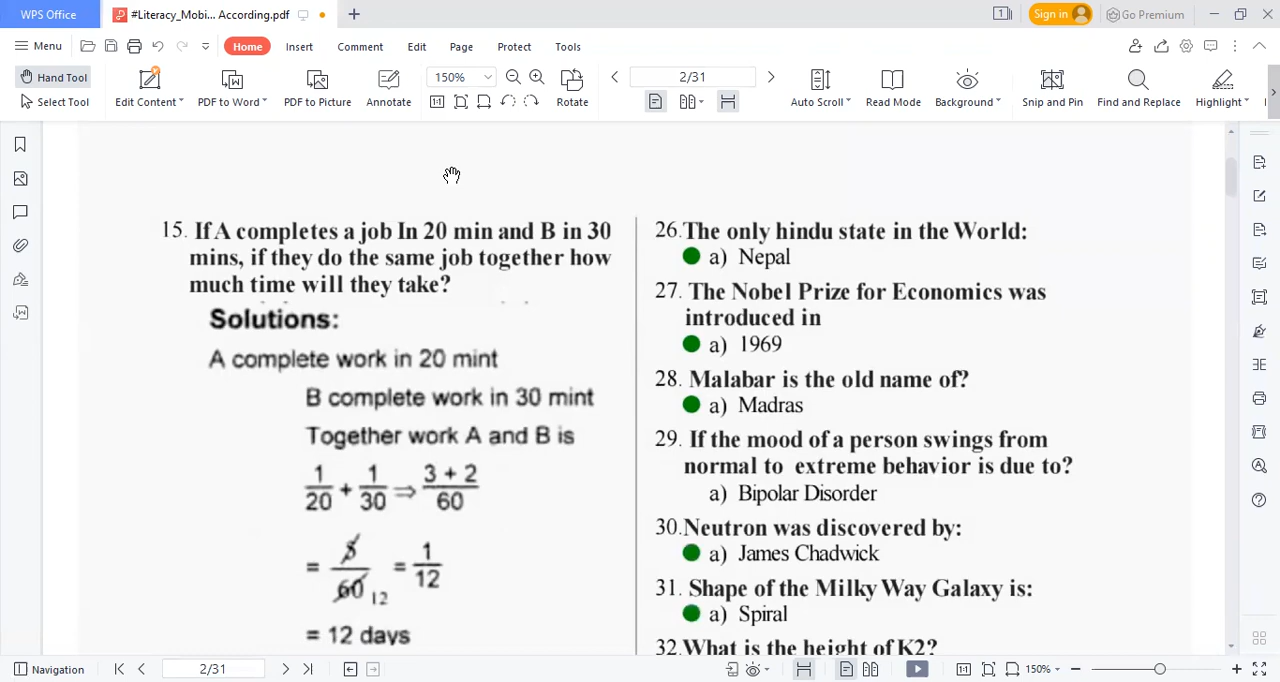 WPS Office
#Literacy_Mobi... According.pdf
Sign in
Go Premium
Menu
Home
Insert
Comment
Edit
Page
Protect
Tools
Hand Tool
Select Tool
Edit Content
PDF to Word
PDF to Picture
Annotate
150%
Rotate
2/31
Auto Scroll
Read Mode
Background
Snip and Pin
Find and Replace
Highlight
15. If A completes a job In 20 min and B in 30
mins, if they do the same job together how
much time will they take?
Solutions:
A complete work in 20 mint
B complete work in 30 mint
Together work A and B is
1/20 + 1/30 ⇒ 3 + 2/60
= 5/60 12 = 1/12
= 12 days
26.The only hindu state in the World:
a) Nepal
27. The Nobel Prize for Economics was
introduced in
a) 1969
28. Malabar is the old name of?
a) Madras
29. If the mood of a person swings from
normal to extreme behavior is due to?
a) Bipolar Disorder
30.Neutron was discovered by:
a) James Chadwick
31. Shape of the Milky Way Galaxy is:
a) Spiral
32.What is the height of K2?
Navigation
2/31
150%